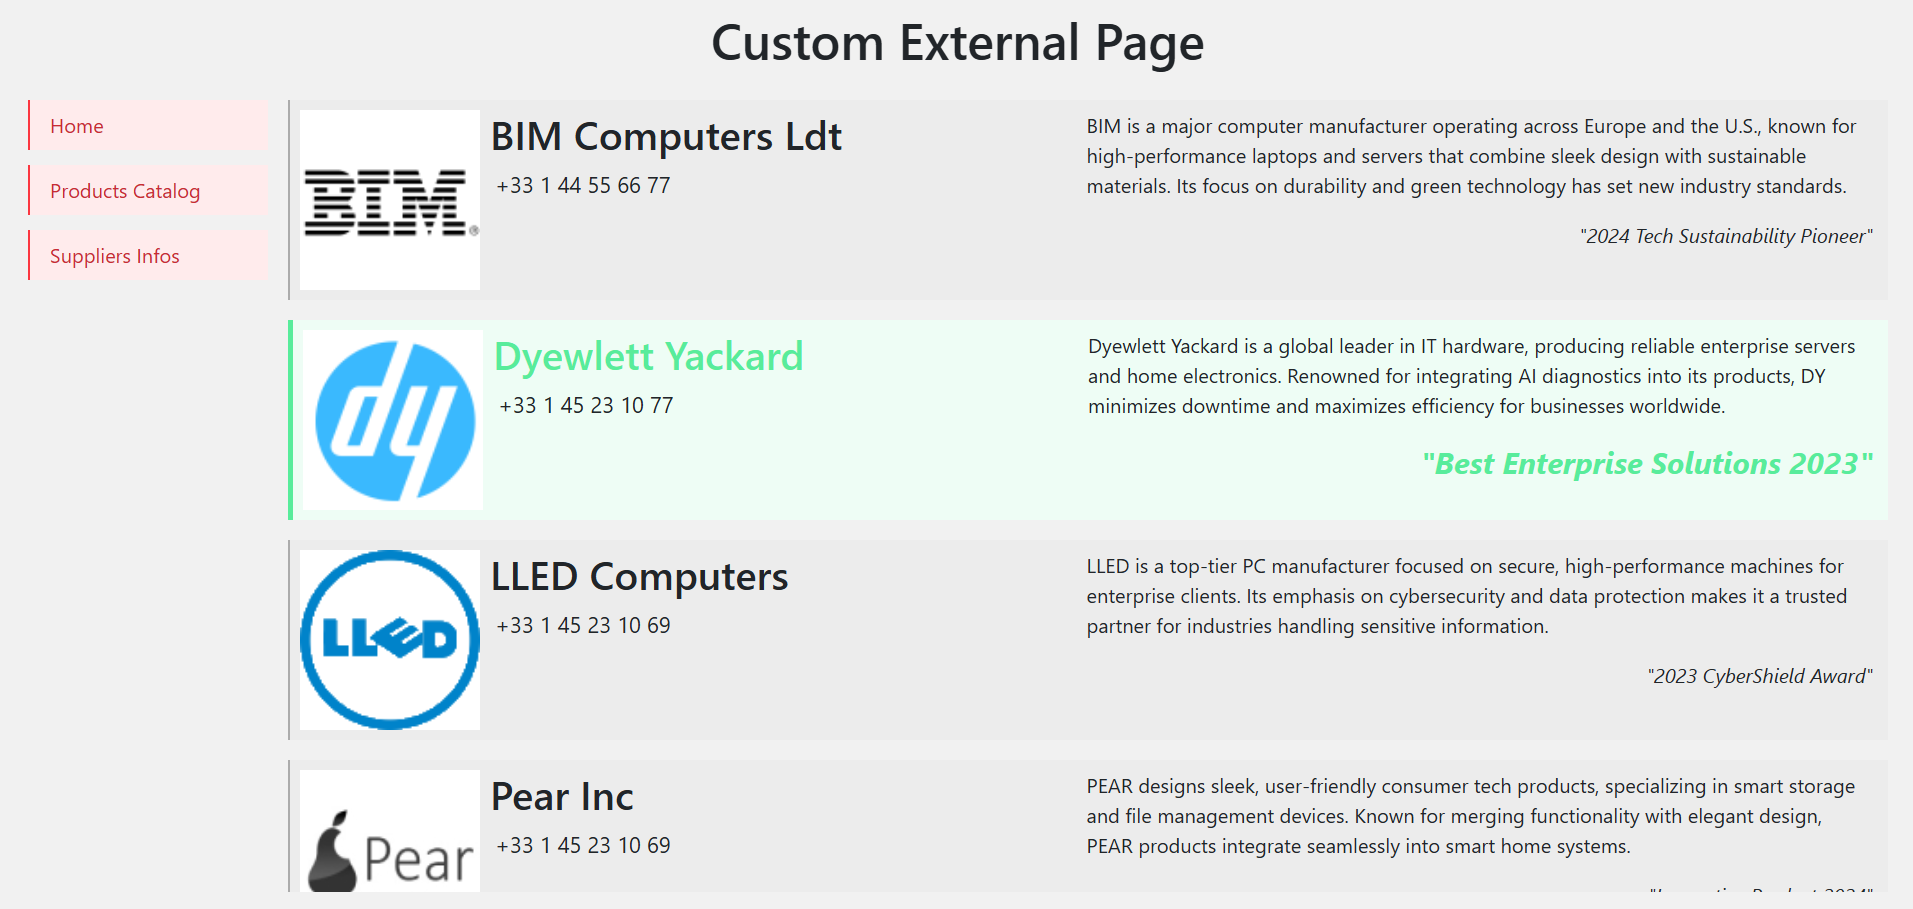 Custom External Page
Home
Products Catalog
Suppliers Infos
BIM®
BIM Computers Ldt
+33 1 44 55 66 77
BIM is a major computer manufacturer operating across Europe and the U.S., known for
high-performance laptops and servers that combine sleek design with sustainable
materials. Its focus on durability and green technology has set new industry standards.
"2024 Tech Sustainability Pioneer"
dy
Dyewlett Yackard
+33 1 45 23 10 77
Dyewlett Yackard is a global leader in IT hardware, producing reliable enterprise servers
and home electronics. Renowned for integrating AI diagnostics into its products, DY
minimizes downtime and maximizes efficiency for businesses worldwide.
"Best Enterprise Solutions 2023"
LLED
LLED Computers
+33 1 45 23 10 69
LLED is a top-tier PC manufacturer focused on secure, high-performance machines for
enterprise clients. Its emphasis on cybersecurity and data protection makes it a trusted
partner for industries handling sensitive information.
"2023 CyberShield Award"
Pear
Pear Inc
+33 1 45 23 10 69
PEAR designs sleek, user-friendly consumer tech products, specializing in smart storage
and file management devices. Known for merging functionality with elegant design,
PEAR products integrate seamlessly into smart home systems.